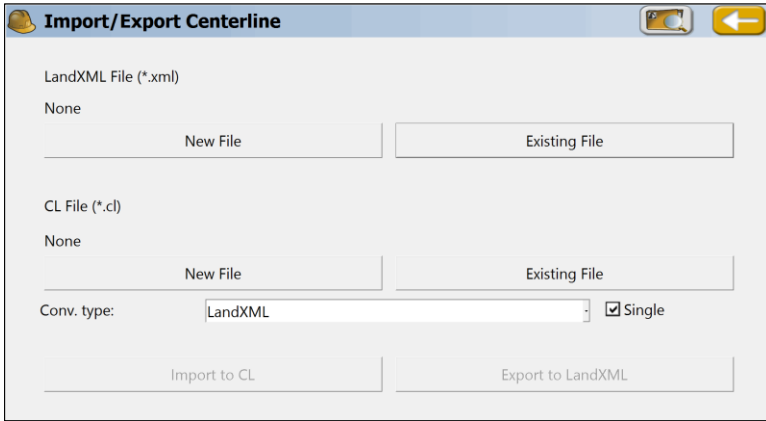 Import/Export Centerline
LandXML File (*.xml)
None
New File Existing File
CL File (*.cl)
None
New File Existing File
Conv. type: LandXML Single
Import to CL Export to LandXML